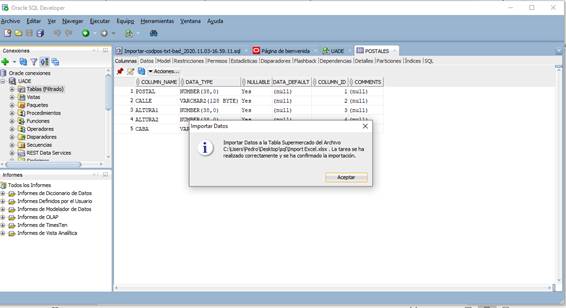 Oracle SQL Developer
Archivo Editar Ver Navegar Ejecutar Equipo Herramientas Ventana Ayuda
Conexiones
Oracle conexiones
UADE
Tablas (Filtrado)
Vistas
Paquetes
Procedimientos
Funciones
Operadores
Disparadores
Secuencias
REST Data Services
Informes
Todos los Informes
Informes de Diccionario de Datos
Informes Definidos por el Usuario
Informes de Modelador de Datos
Informes de OLAP
Informes de TimesTen
Informes de Vista Analítica
Importar-codpos-txt-bad_2020.11.03-16.59.11.sql Página de bienvenida UADE POSTALES
Columnas Datos Model Restricciones Permisos Estadísticas Disparadores Flashback Dependencias Detalles Particiones Índices SQL
Acciones...
COLUMN_NAME DATA_TYPE NULLABLE DATA_DEFAULT COLUMN_ID COMMENTS
1 POSTAL NUMBER(38,0) Yes (null) 1 (null)
2 CALLE VARCHAR2(128 BYTE) Yes (null) 2 (null)
3 ALTURA1 NUMBER(38,0) Yes (null) 3 (null)
4 ALTURA2 NUMBER(38,0) Yes (null) 4 (null)
5 CABA
Importar Datos
Importar Datos a la Tabla Supermercado del Archivo
C:\Users\Pedro\Desktop\pql\Import Excel.xlsx . La tarea se ha
realizado correctamente y se ha confirmado la importación.
Aceptar